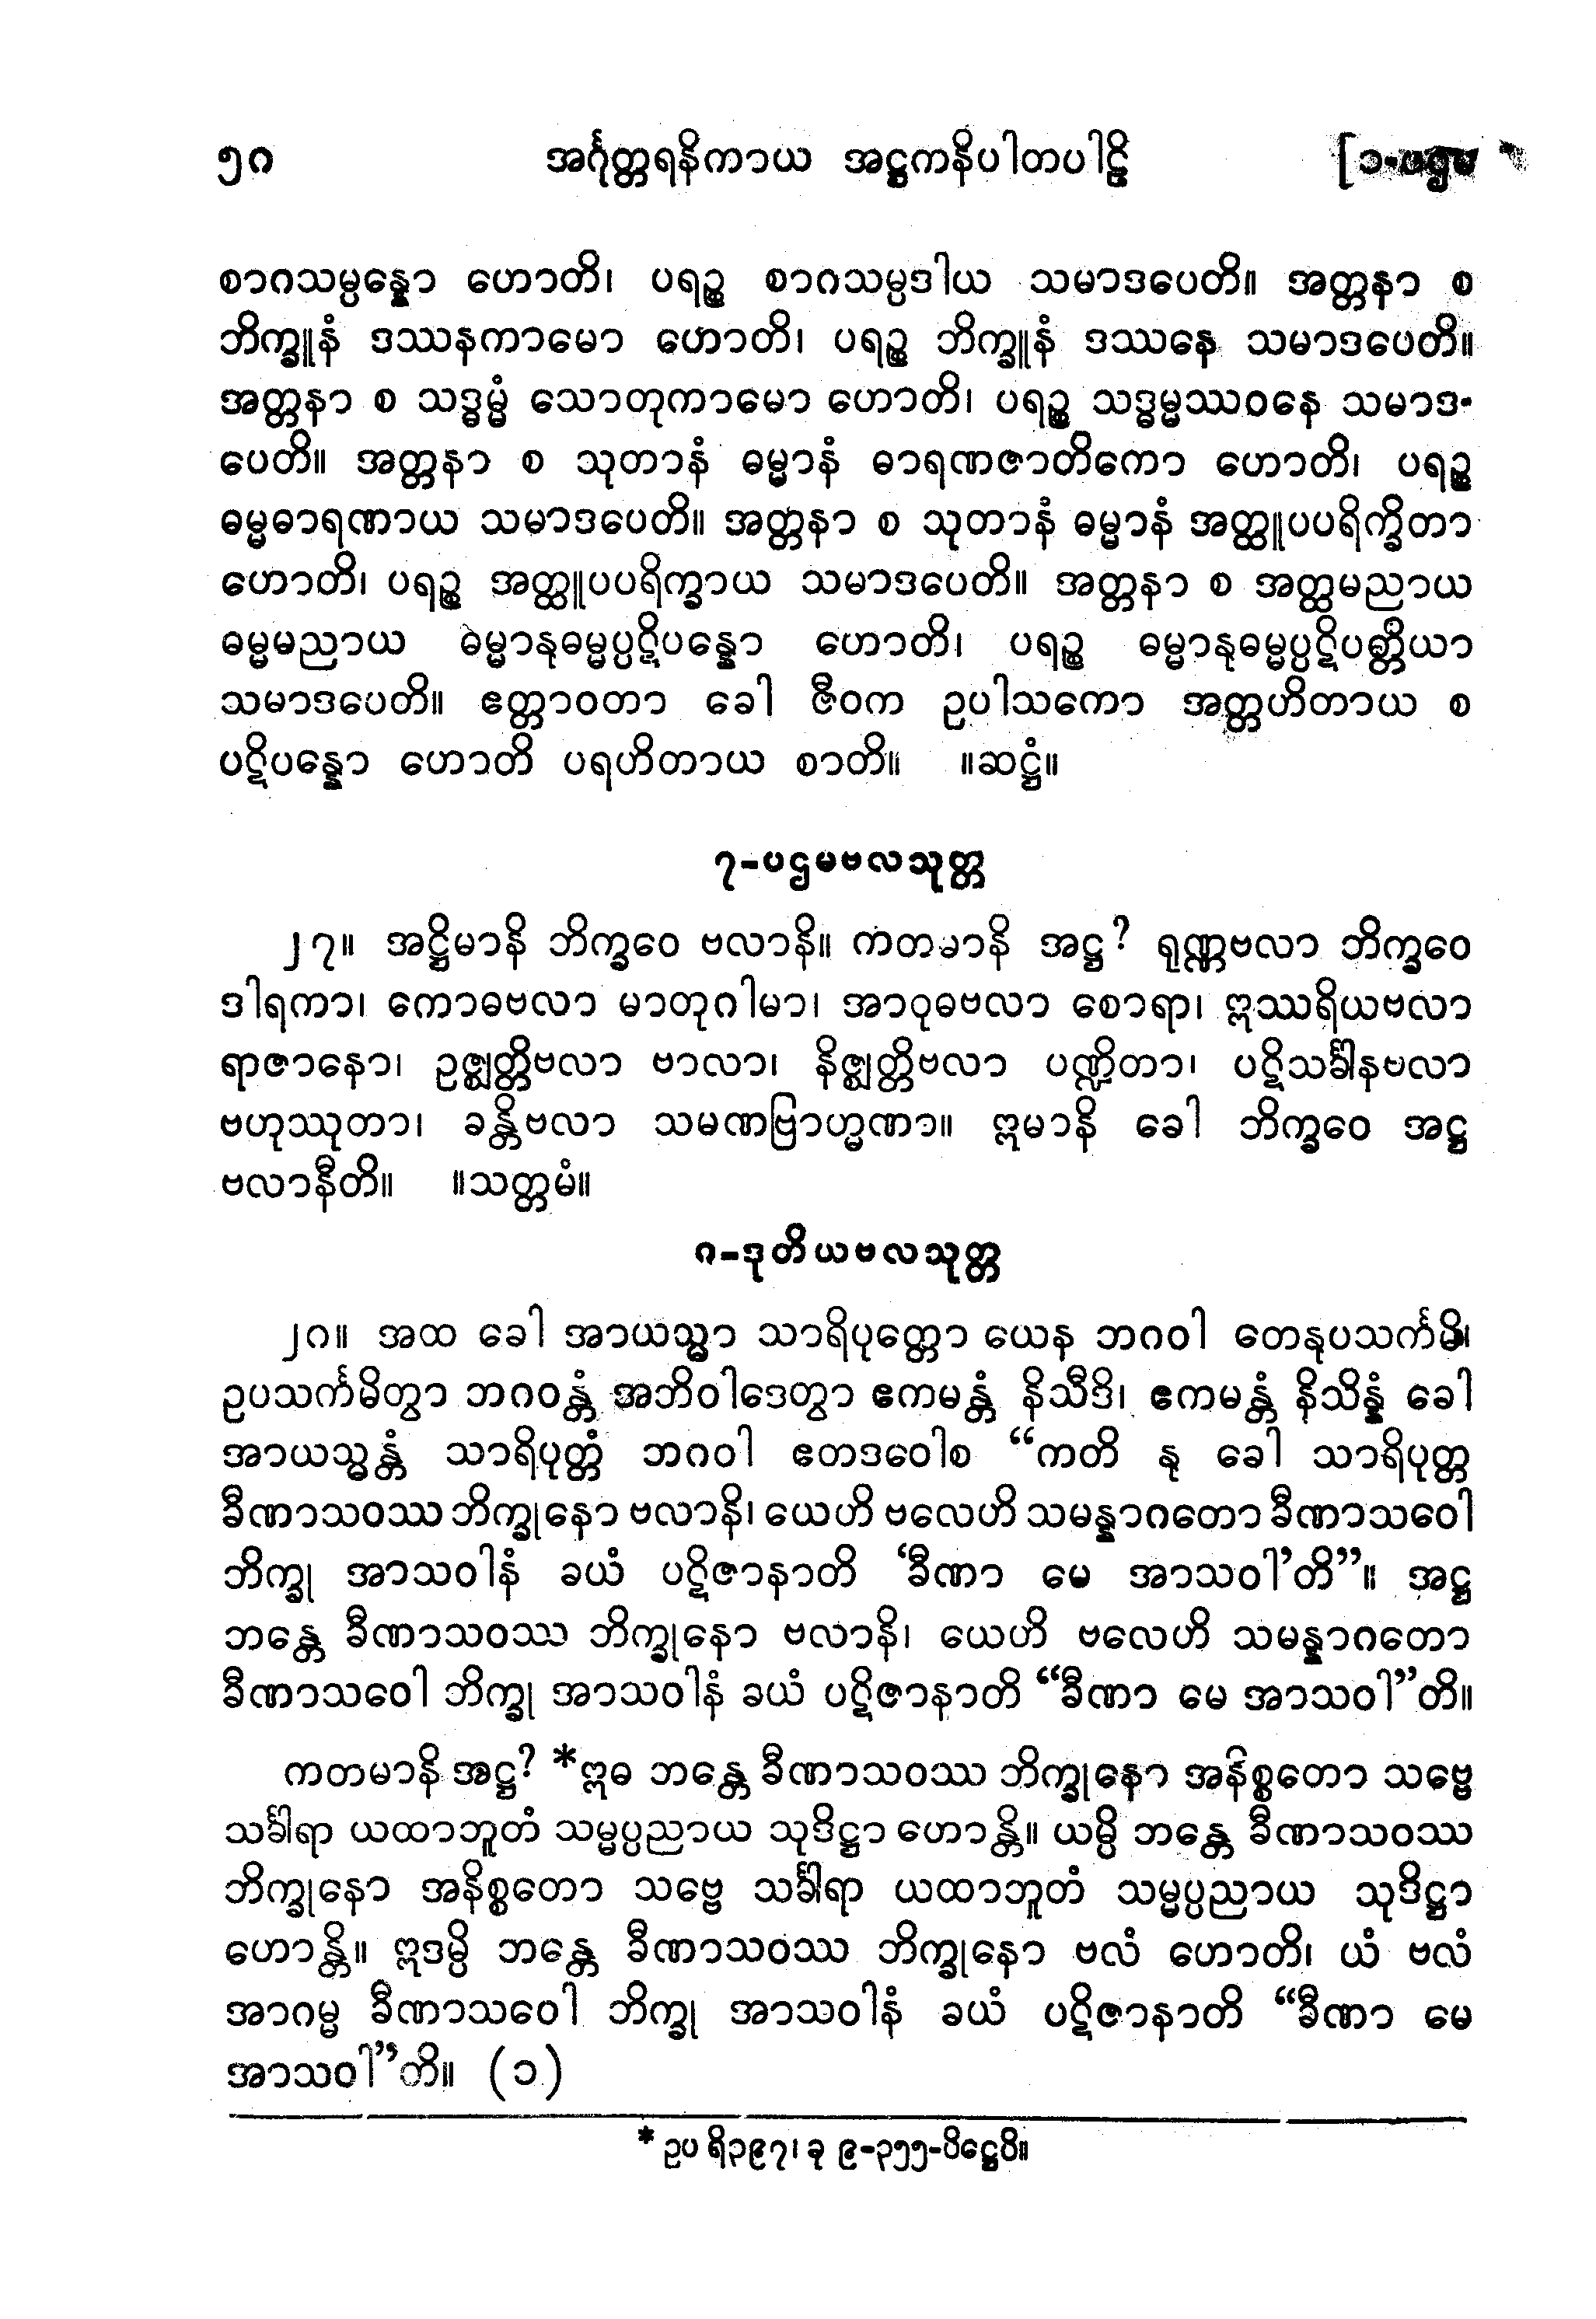 ၅ဂ အင်္ဂုတ္တရနိကာယ အဋ္ဌကနိပါတပါဠိ [၁-ပဌမ
စာဂသမ္ပန္နော ဟောတိ၊ ပရဉ္စ စာဂသမ္ပဒါယ သမာဒပေတိ။ အတ္တနာ စ
ဘိက္ခူနံ ဒဿနကာမော ဟောတိ၊ ပရဉ္စ ဘိက္ခူနံ ဒဿနေ သမာဒပေတိ။
အတ္တနာ စ သဒ္ဓမ္မံ သောတုကာမော ဟောတိ၊ ပရဉ္စ သဒ္ဓမ္မဿဝနေ သမာဒ-
ပေတိ။ အတ္တနာ စ သုတာနံ ဓမ္မာနံ ဓာရဏဇာတိကော ဟောတိ၊ ပရဉ္စ
ဓမ္မဓာရဏာယ သမာဒပေတိ။ အတ္တနာ စ သုတာနံ ဓမ္မာနံ အတ္ထူပပရိက္ခိတာ
ဟောတိ၊ ပရဉ္စ အတ္ထူပပရိက္ခာယ သမာဒပေတိ။ အတ္တနာ စ အတ္ထမညာယ
ဓမ္မမညာယ ဓမ္မာနုဓမ္မပ္ပဋိပန္နော ဟောတိ၊ ပရဉ္စ ဓမ္မာနုဓမ္မပ္ပဋိပတ္တိယာ
သမာဒပေတိ။ ဧတ္တာဝတာ ခေါ ဇီဝက ဥပါသကော အတ္တဟိတာယ စ
ပဋိပန္နော ဟောတိ ပရဟိတာယ စာတိ။ ။ဆဋ္ဌံ။
၇-ပဌမဗလသုတ္တ
၂၇။ အဋ္ဌိမာနိ ဘိက္ခဝေ ဗလာနိ။ ကတမာနိ အဋ္ဌ? ရုဏ္ဏဗလာ ဘိက္ခဝေ
ဒါရကာ၊ ကောဓဗလာ မာတုဂါမာ၊ အာဝုဓဗလာ စောရာ၊ ဣဿရိယဗလာ
ရာဇာနော၊ ဥဇ္ဈတ္တိဗလာ ဗာလာ၊ နိဇ္ဈတ္တိဗလာ ပဏ္ဍိတာ၊ ပဋိသင်္ခါနဗလာ
ဗဟုဿုတာ၊ ခန္တိဗလာ သမဏဗြာဟ္မဏာ။ ဣမာနိ ခေါ ဘိက္ခဝေ အဋ္ဌ
ဗလာနီတိ။ ။သတ္တမံ။
ဂ-ဒုတိယဗလသုတ္တ
၂ဂ။ အထ ခေါ အာယသ္မာ သာရိပုတ္တော ယေန ဘဂဝါ တေနုပသင်္ကမိ၊
ဥပသင်္ကမိတွာ ဘဂဝန္တံ အဘိဝါဒေတွာ ဧကမန္တံ နိသီဒိ၊ ဧကမန္တံ နိသိန္နံ ခေါ
အာယသ္မန္တံ သာရိပုတ္တံ ဘဂဝါ ဧတဒဝေါစ “ကတိ နု ခေါ သာရိပုတ္တ
ခီဏာသဝဿ ဘိက္ခုနော ဗလာနိ၊ ယေဟိ ဗလေဟိ သမန္နာဂတော ခီဏာသဝေါ
ဘိက္ခု အာသဝါနံ ခယံ ပဋိဇာနာတိ ‘ခီဏာ မေ အာသဝါ’တိ”။ အဋ္ဌ
ဘန္တေ ခီဏာသဝဿ ဘိက္ခုနော ဗလာနိ၊ ယေဟိ ဗလေဟိ သမန္နာဂတော
ခီဏာသဝေါ ဘိက္ခု အာသဝါနံ ခယံ ပဋိဇာနာတိ “ခီဏာ မေ အာသဝါ”တိ။
ကတမာနိ အဋ္ဌ? *ဣဓ ဘန္တေ ခီဏာသဝဿ ဘိက္ခုနော အနိစ္စတော သဗ္ဗေ
သင်္ခါရာ ယထာဘူတံ သမ္မပ္ပညာယ သုဒိဋ္ဌာ ဟောန္တိ။ ယမ္ပိ ဘန္တေ ခီဏာသဝဿ
ဘိက္ခုနော အနိစ္စတော သဗ္ဗေ သင်္ခါရာ ယထာဘူတံ သမ္မပ္ပညာယ သုဒိဋ္ဌာ
ဟောန္တိ။ ဣဒမ္ပိ ဘန္တေ ခီဏာသဝဿ ဘိက္ခုနော ဗလံ ဟောတိ၊ ယံ ဗလံ
အာဂမ္မ ခီဏာသဝေါ ဘိက္ခု အာသဝါနံ ခယံ ပဋိဇာနာတိ “ခီဏာ မေ
အာသဝါ”တိ။ (၁)
* ဥပရိ ၃၉၇၊ ခု ၉-၃၅၅-ပိဋ္ဌေပိ။